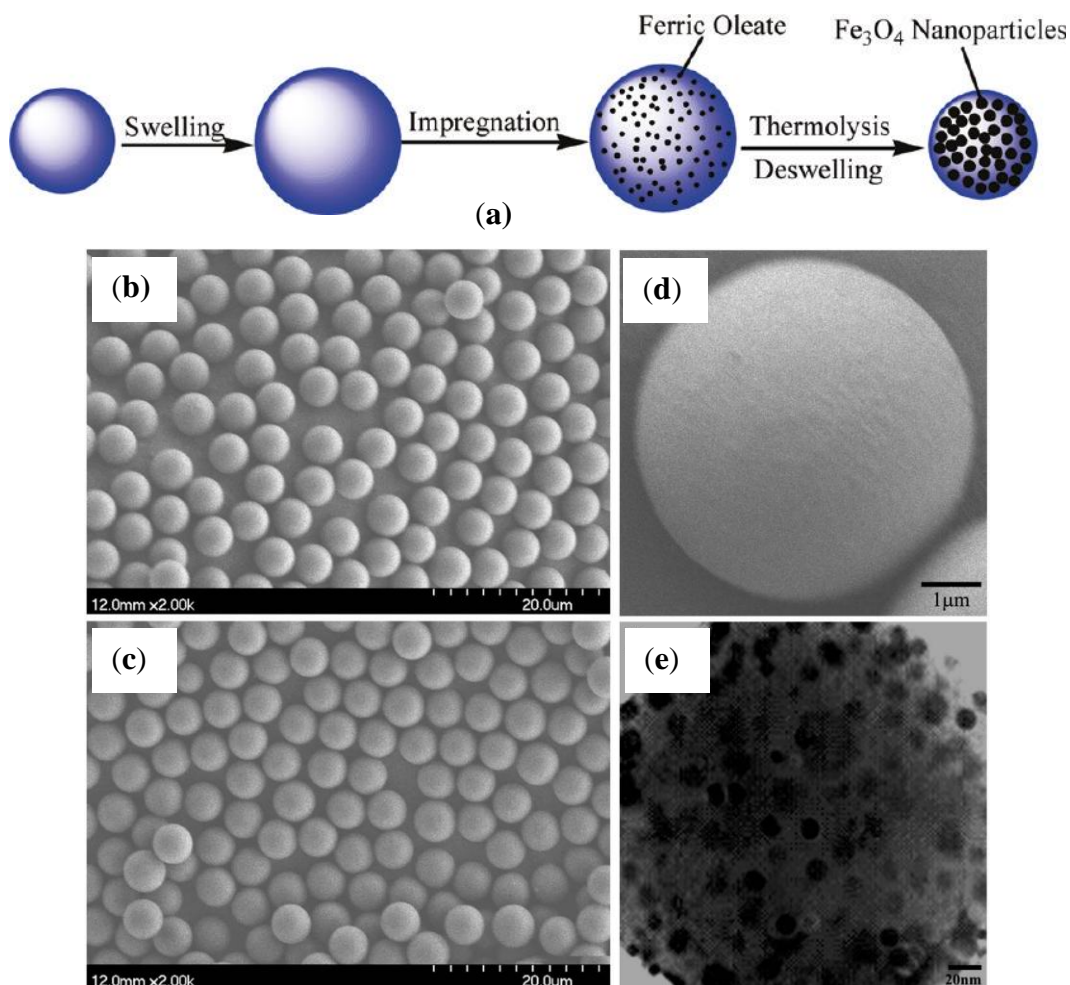 Ferric Oleate
Fe₃O₄ Nanoparticles
Swelling
Impregnation
Thermolysis
Deswelling
(a)
(b)
(d)
12.0mm x2.00k 20.0um
1μm
(c)
(e)
12.0mm x2.00k 20.0um
20nm